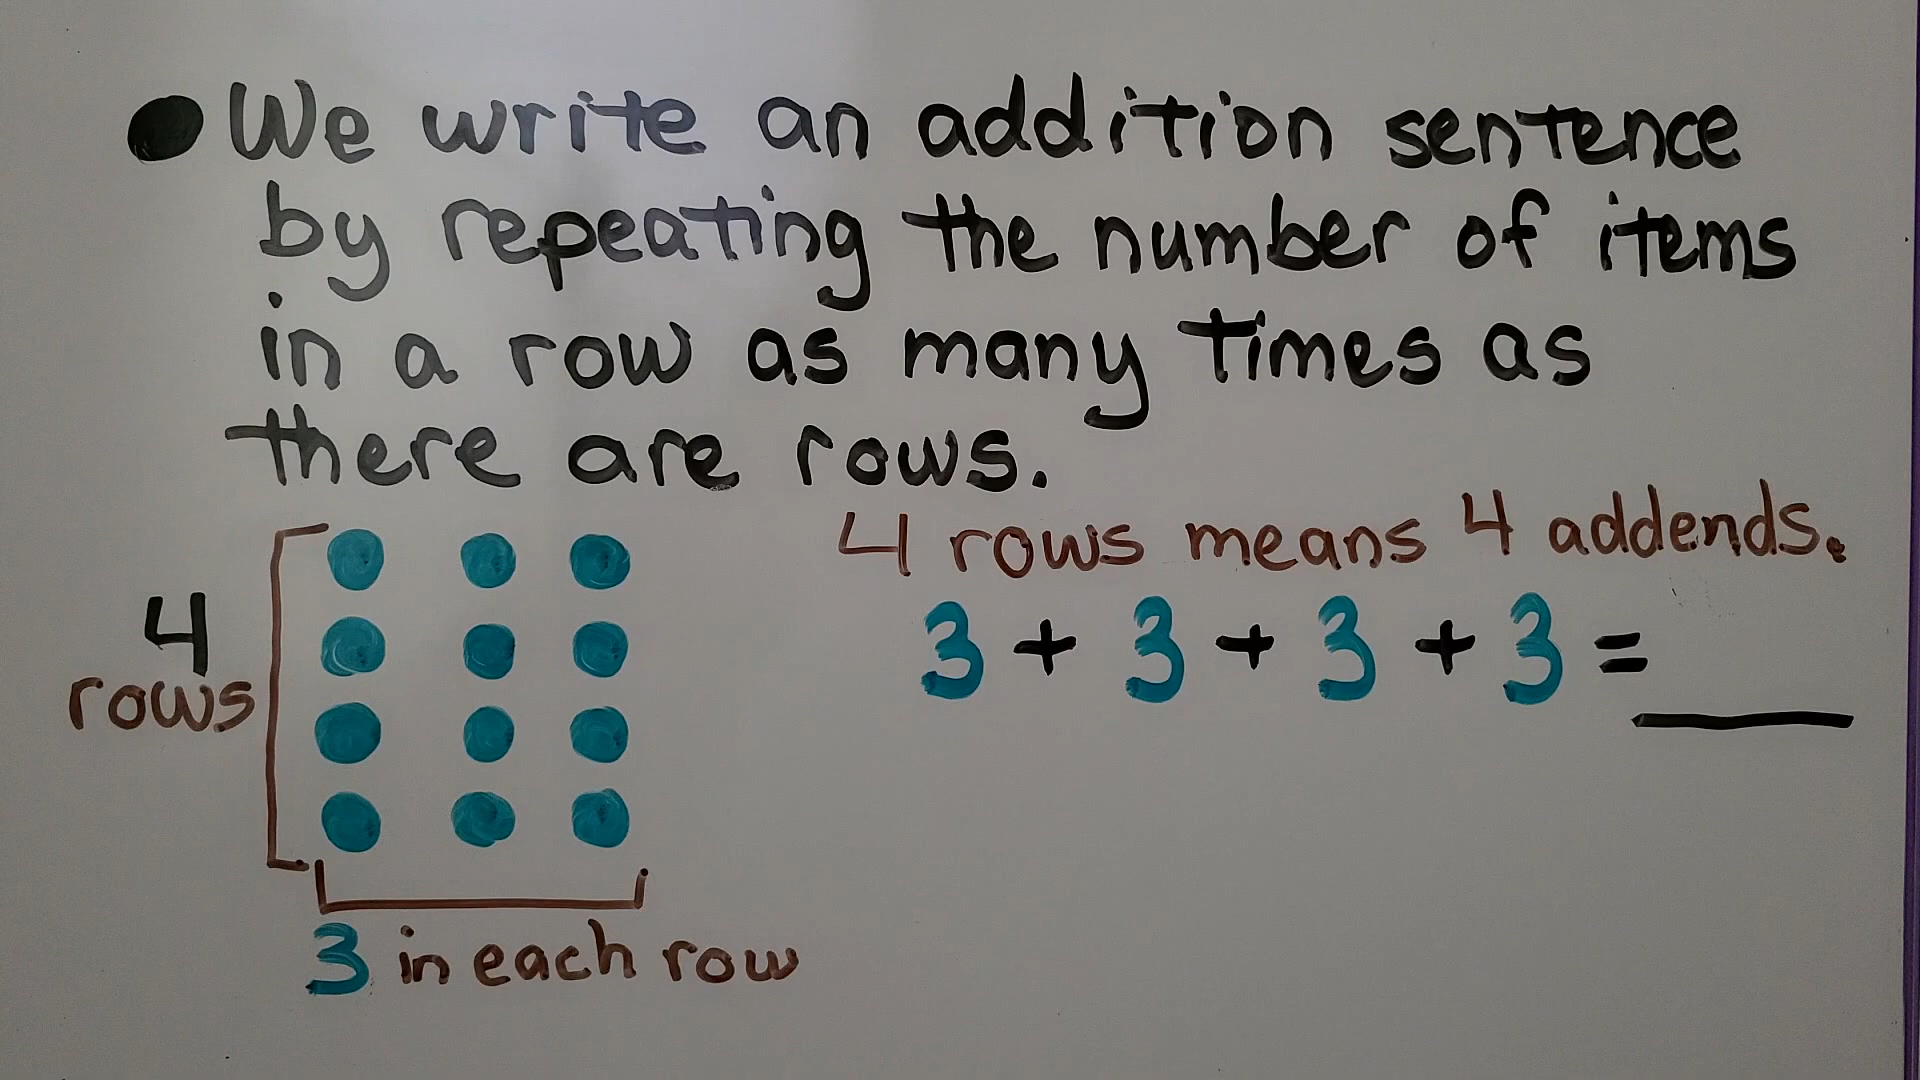 We write an addition sentence
by repeating the number of items
in a row as many times as
there are rows.
4 rows means 4 addends.
3 + 3 + 3 + 3 =
4
rows
3 in each row